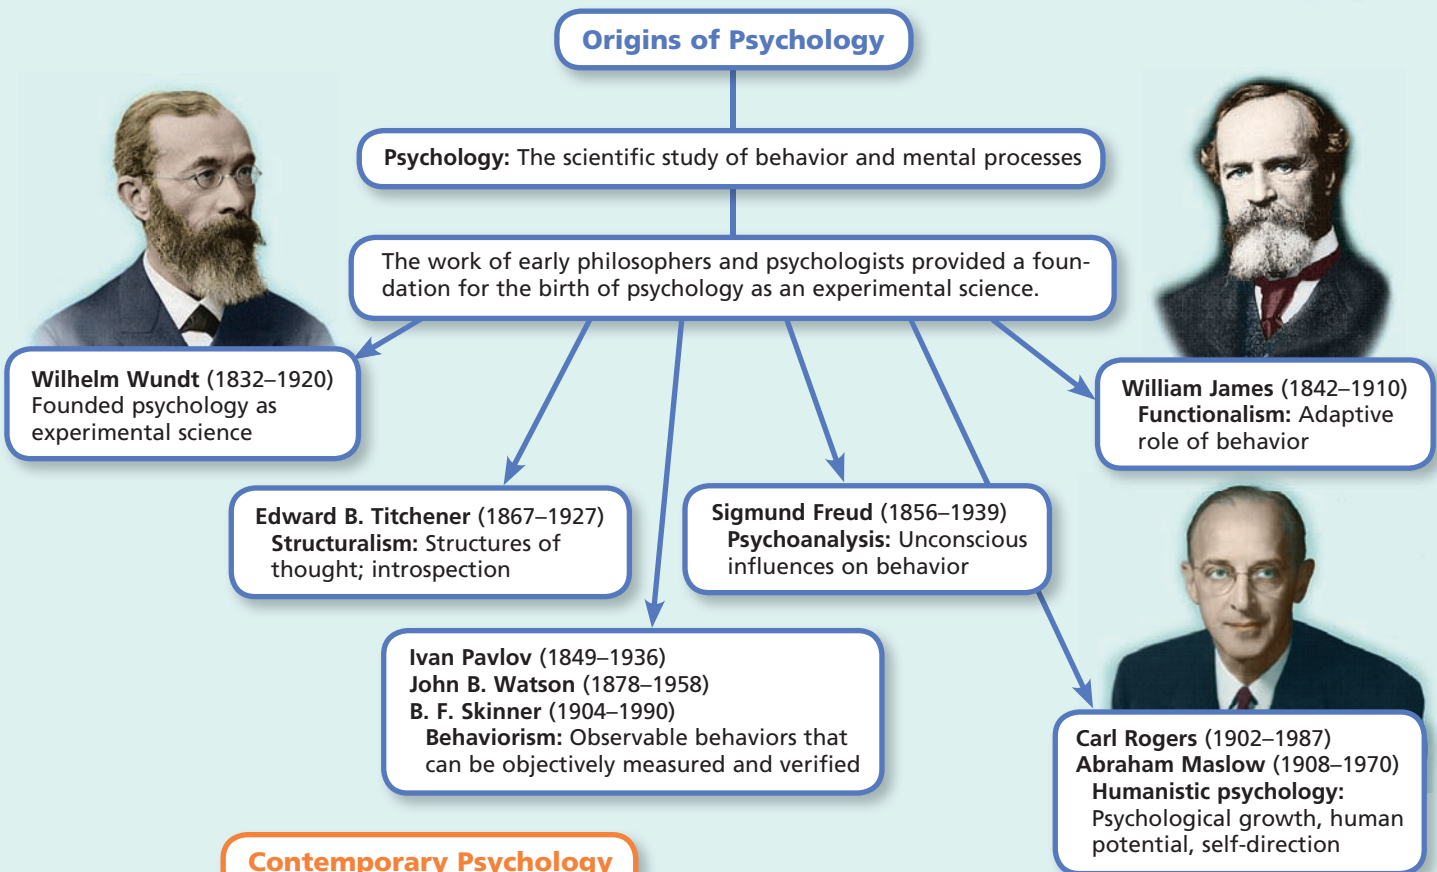 Origins of Psychology
Psychology: The scientific study of behavior and mental processes
The work of early philosophers and psychologists provided a foun-
dation for the birth of psychology as an experimental science.
Wilhelm Wundt (1832–1920)
Founded psychology as
experimental science
William James (1842–1910)
Functionalism: Adaptive
role of behavior
Edward B. Titchener (1867–1927)
Structuralism: Structures of
thought; introspection
Sigmund Freud (1856–1939)
Psychoanalysis: Unconscious
influences on behavior
Ivan Pavlov (1849–1936)
John B. Watson (1878–1958)
B. F. Skinner (1904–1990)
Behaviorism: Observable behaviors that
can be objectively measured and verified
Carl Rogers (1902–1987)
Abraham Maslow (1908–1970)
Humanistic psychology:
Psychological growth, human
potential, self-direction
Contemporary Psychology